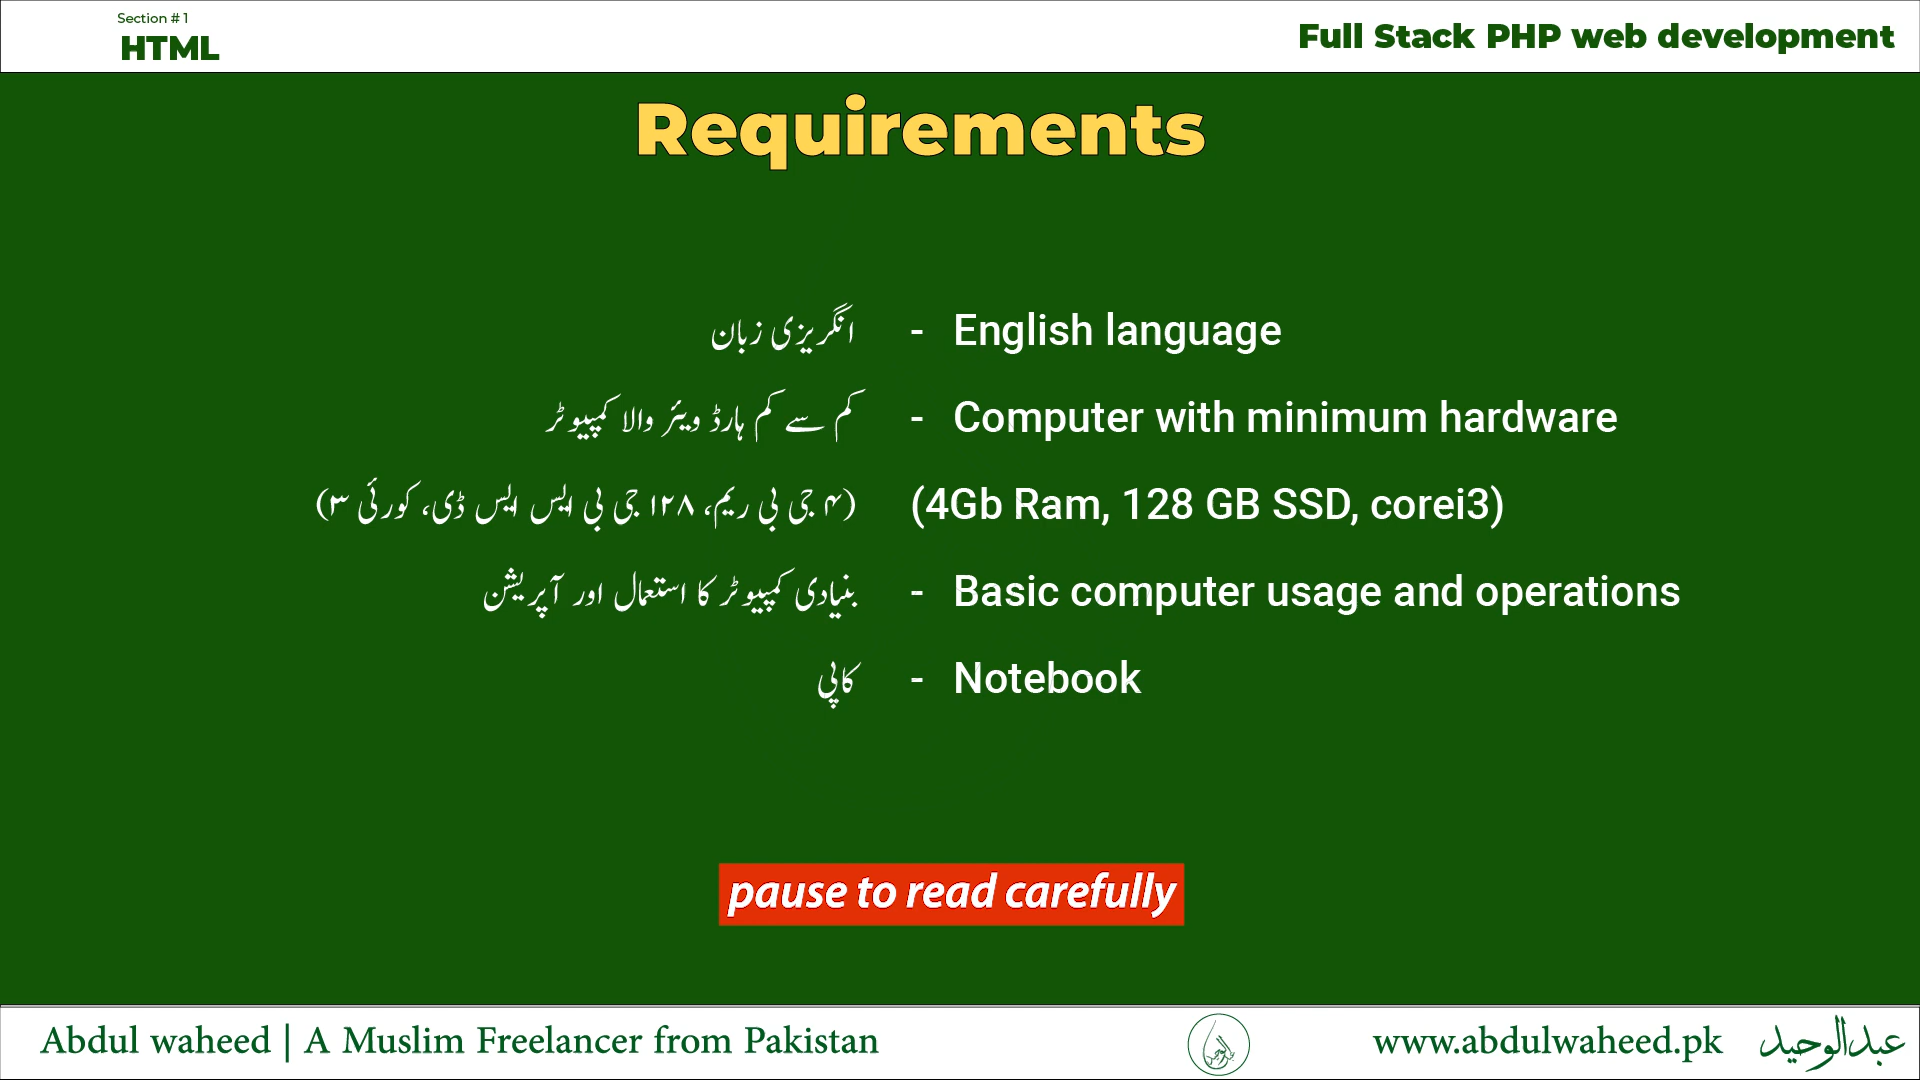 Section # 1
HTML
Full Stack PHP web development
Requirements
انگریزی زبان - English language
کم سے کم ہارڈ ویئر والا کمپیوٹر - Computer with minimum hardware
(۴ جی بی ریم، ۱۲۸ جی بی ایس ایس ڈی، کورئی ۳) (4Gb Ram, 128 GB SSD, corei3)
بنیادی کمپیوٹر کا استعمال اور آپریشن - Basic computer usage and operations
کاپی - Notebook
pause to read carefully
Abdul waheed | A Muslim Freelancer from Pakistan
www.abdulwaheed.pk
عبدالوحید